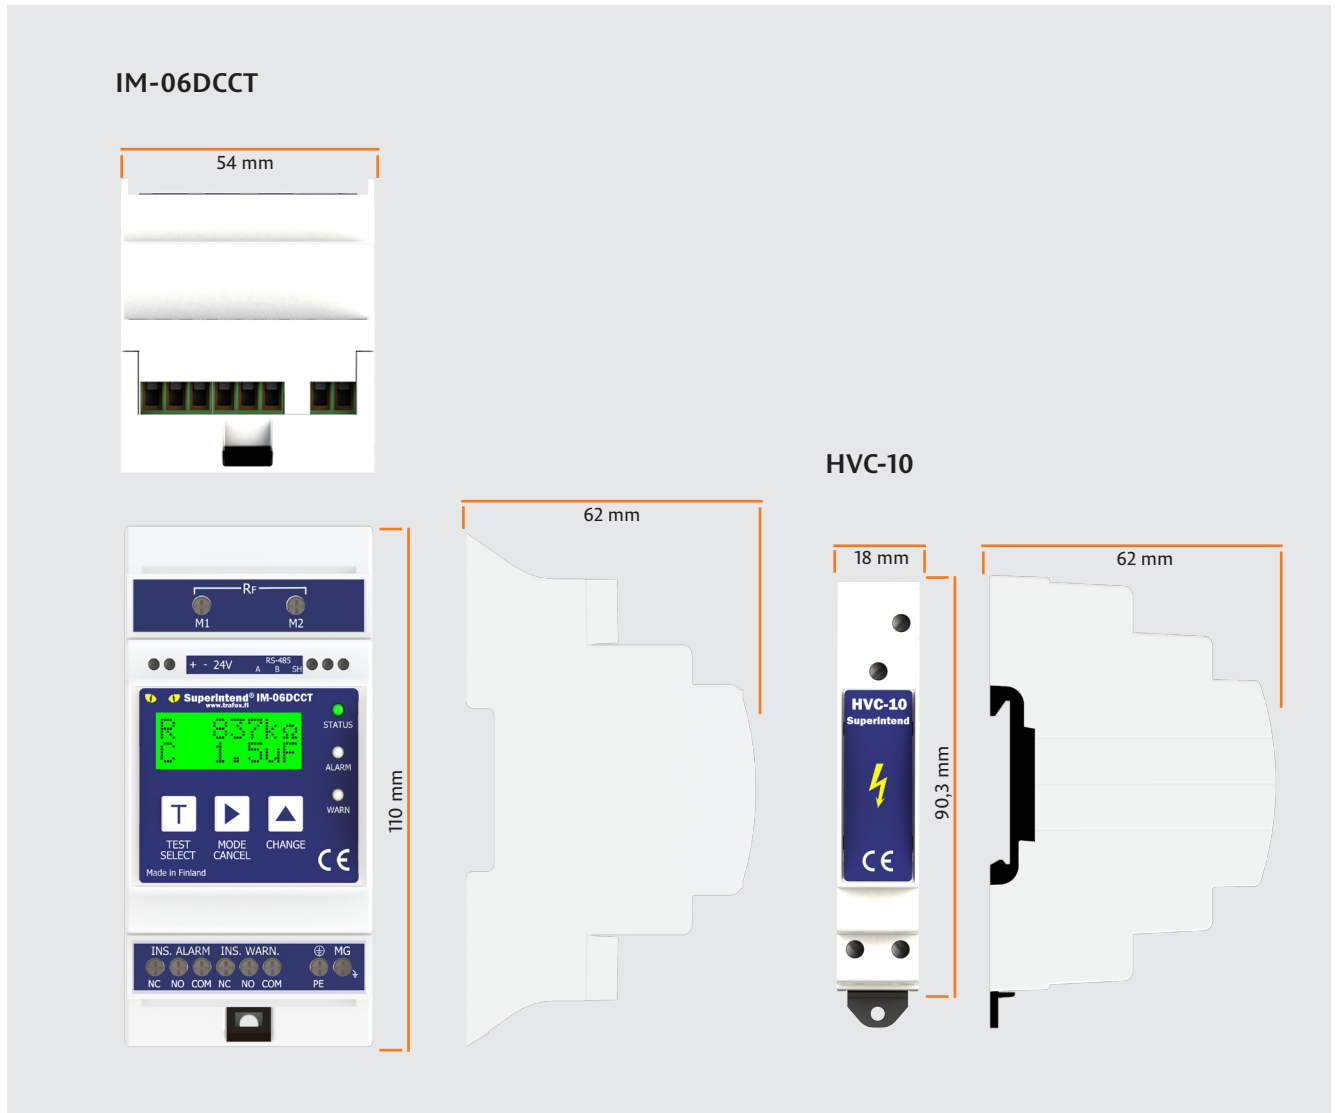 IM-06DCCT
54 mm
HVC-10
62 mm
18 mm
62 mm
RF
M1 M2
+ - 24V RS-485
A B SH
Superintend® IM-06DCCT
www.trafox.fi
R 837kΩ
C 1.5uF
STATUS
ALARM
WARN
T
TEST SELECT
MODE CANCEL
CHANGE
CE
Made in Finland
INS. ALARM INS. WARN. MG
NC NO COM NC NO COM PE
110 mm
HVC-10
Superintend
CE
90,3 mm